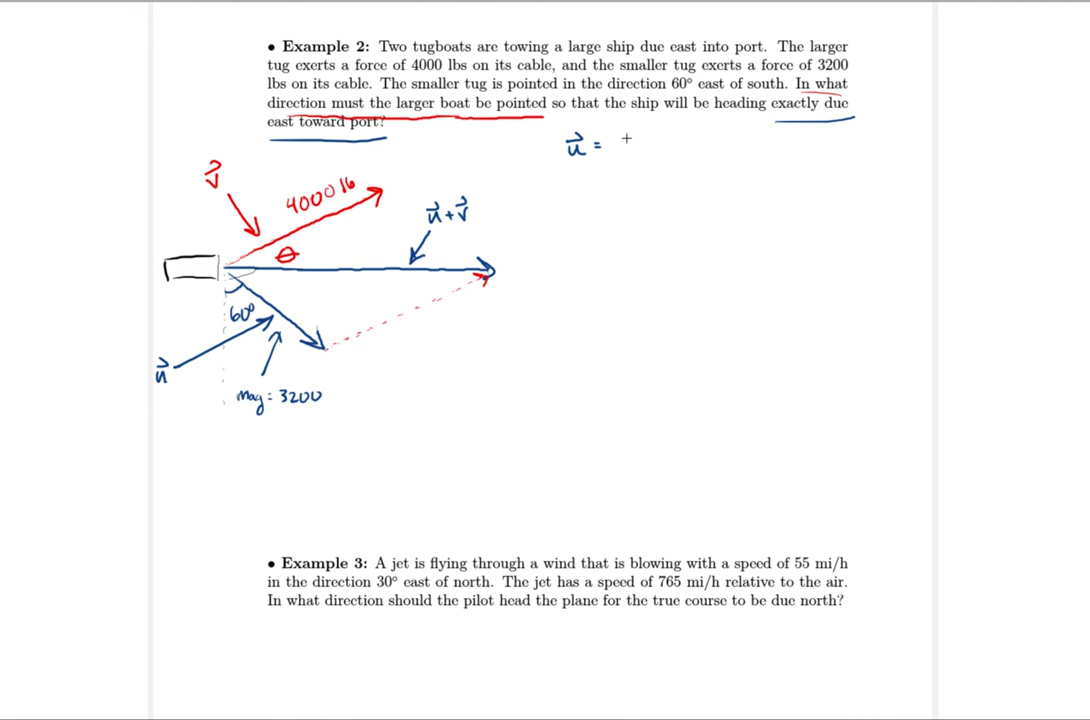 • Example 2: Two tugboats are towing a large ship due east into port. The larger
tug exerts a force of 4000 lbs on its cable, and the smaller tug exerts a force of 3200
lbs on its cable. The smaller tug is pointed in the direction 60° east of south. In what
direction must the larger boat be pointed so that the ship will be heading exactly due
east toward port?
u⃗ =
v⃗
4000 lb
u⃗ + v⃗
θ
60°
u⃗
mag = 3200
• Example 3: A jet is flying through a wind that is blowing with a speed of 55 mi/h
in the direction 30° east of north. The jet has a speed of 765 mi/h relative to the air.
In what direction should the pilot head the plane for the true course to be due north?